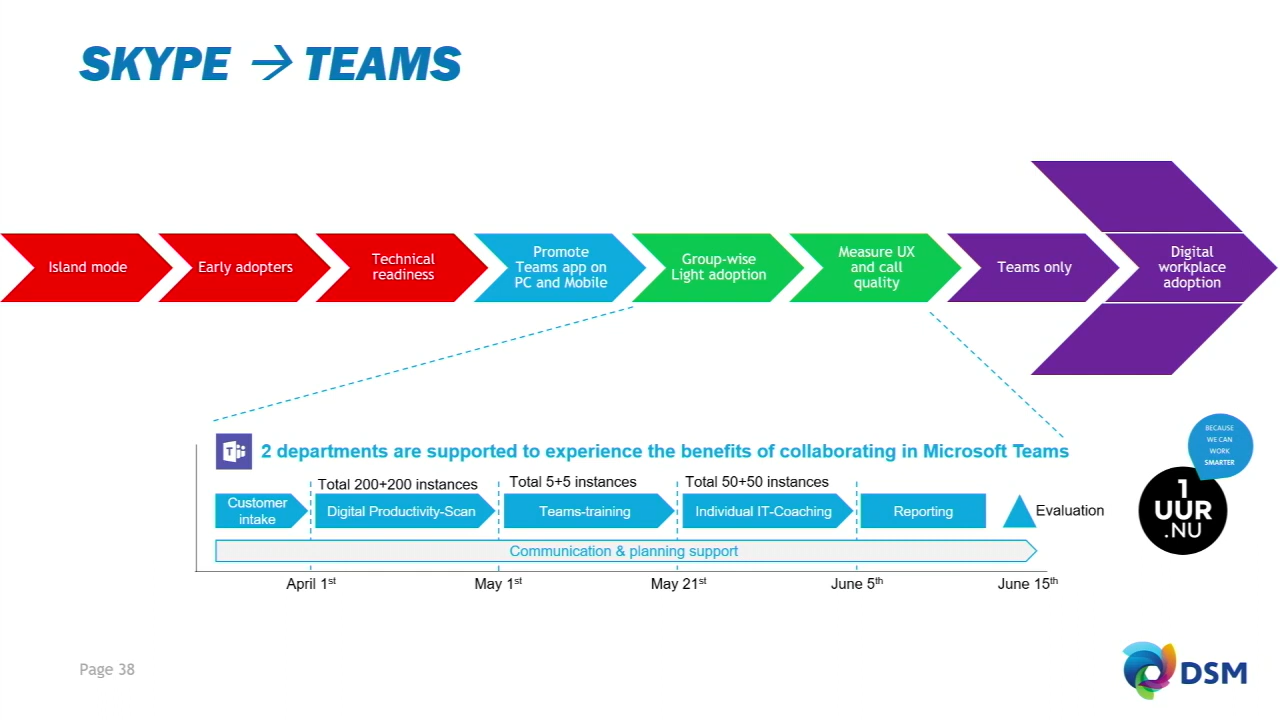 SKYPE → TEAMS
Island mode
Early adopters
Technical
readiness
Promote
Teams app on
PC and Mobile
Group-wise
Light adoption
Measure UX
and call
quality
Teams only
Digital
workplace
adoption
2 departments are supported to experience the benefits of collaborating in Microsoft Teams
Customer
intake
Total 200+200 instances
Digital Productivity-Scan
Total 5+5 instances
Teams-training
Total 50+50 instances
Individual IT-Coaching
Reporting
Evaluation
Communication & planning support
April 1st
May 1st
May 21st
June 5th
June 15th
BECAUSE
WE CAN
WORK
SMARTER
1
UUR
.NU
Page 38
DSM